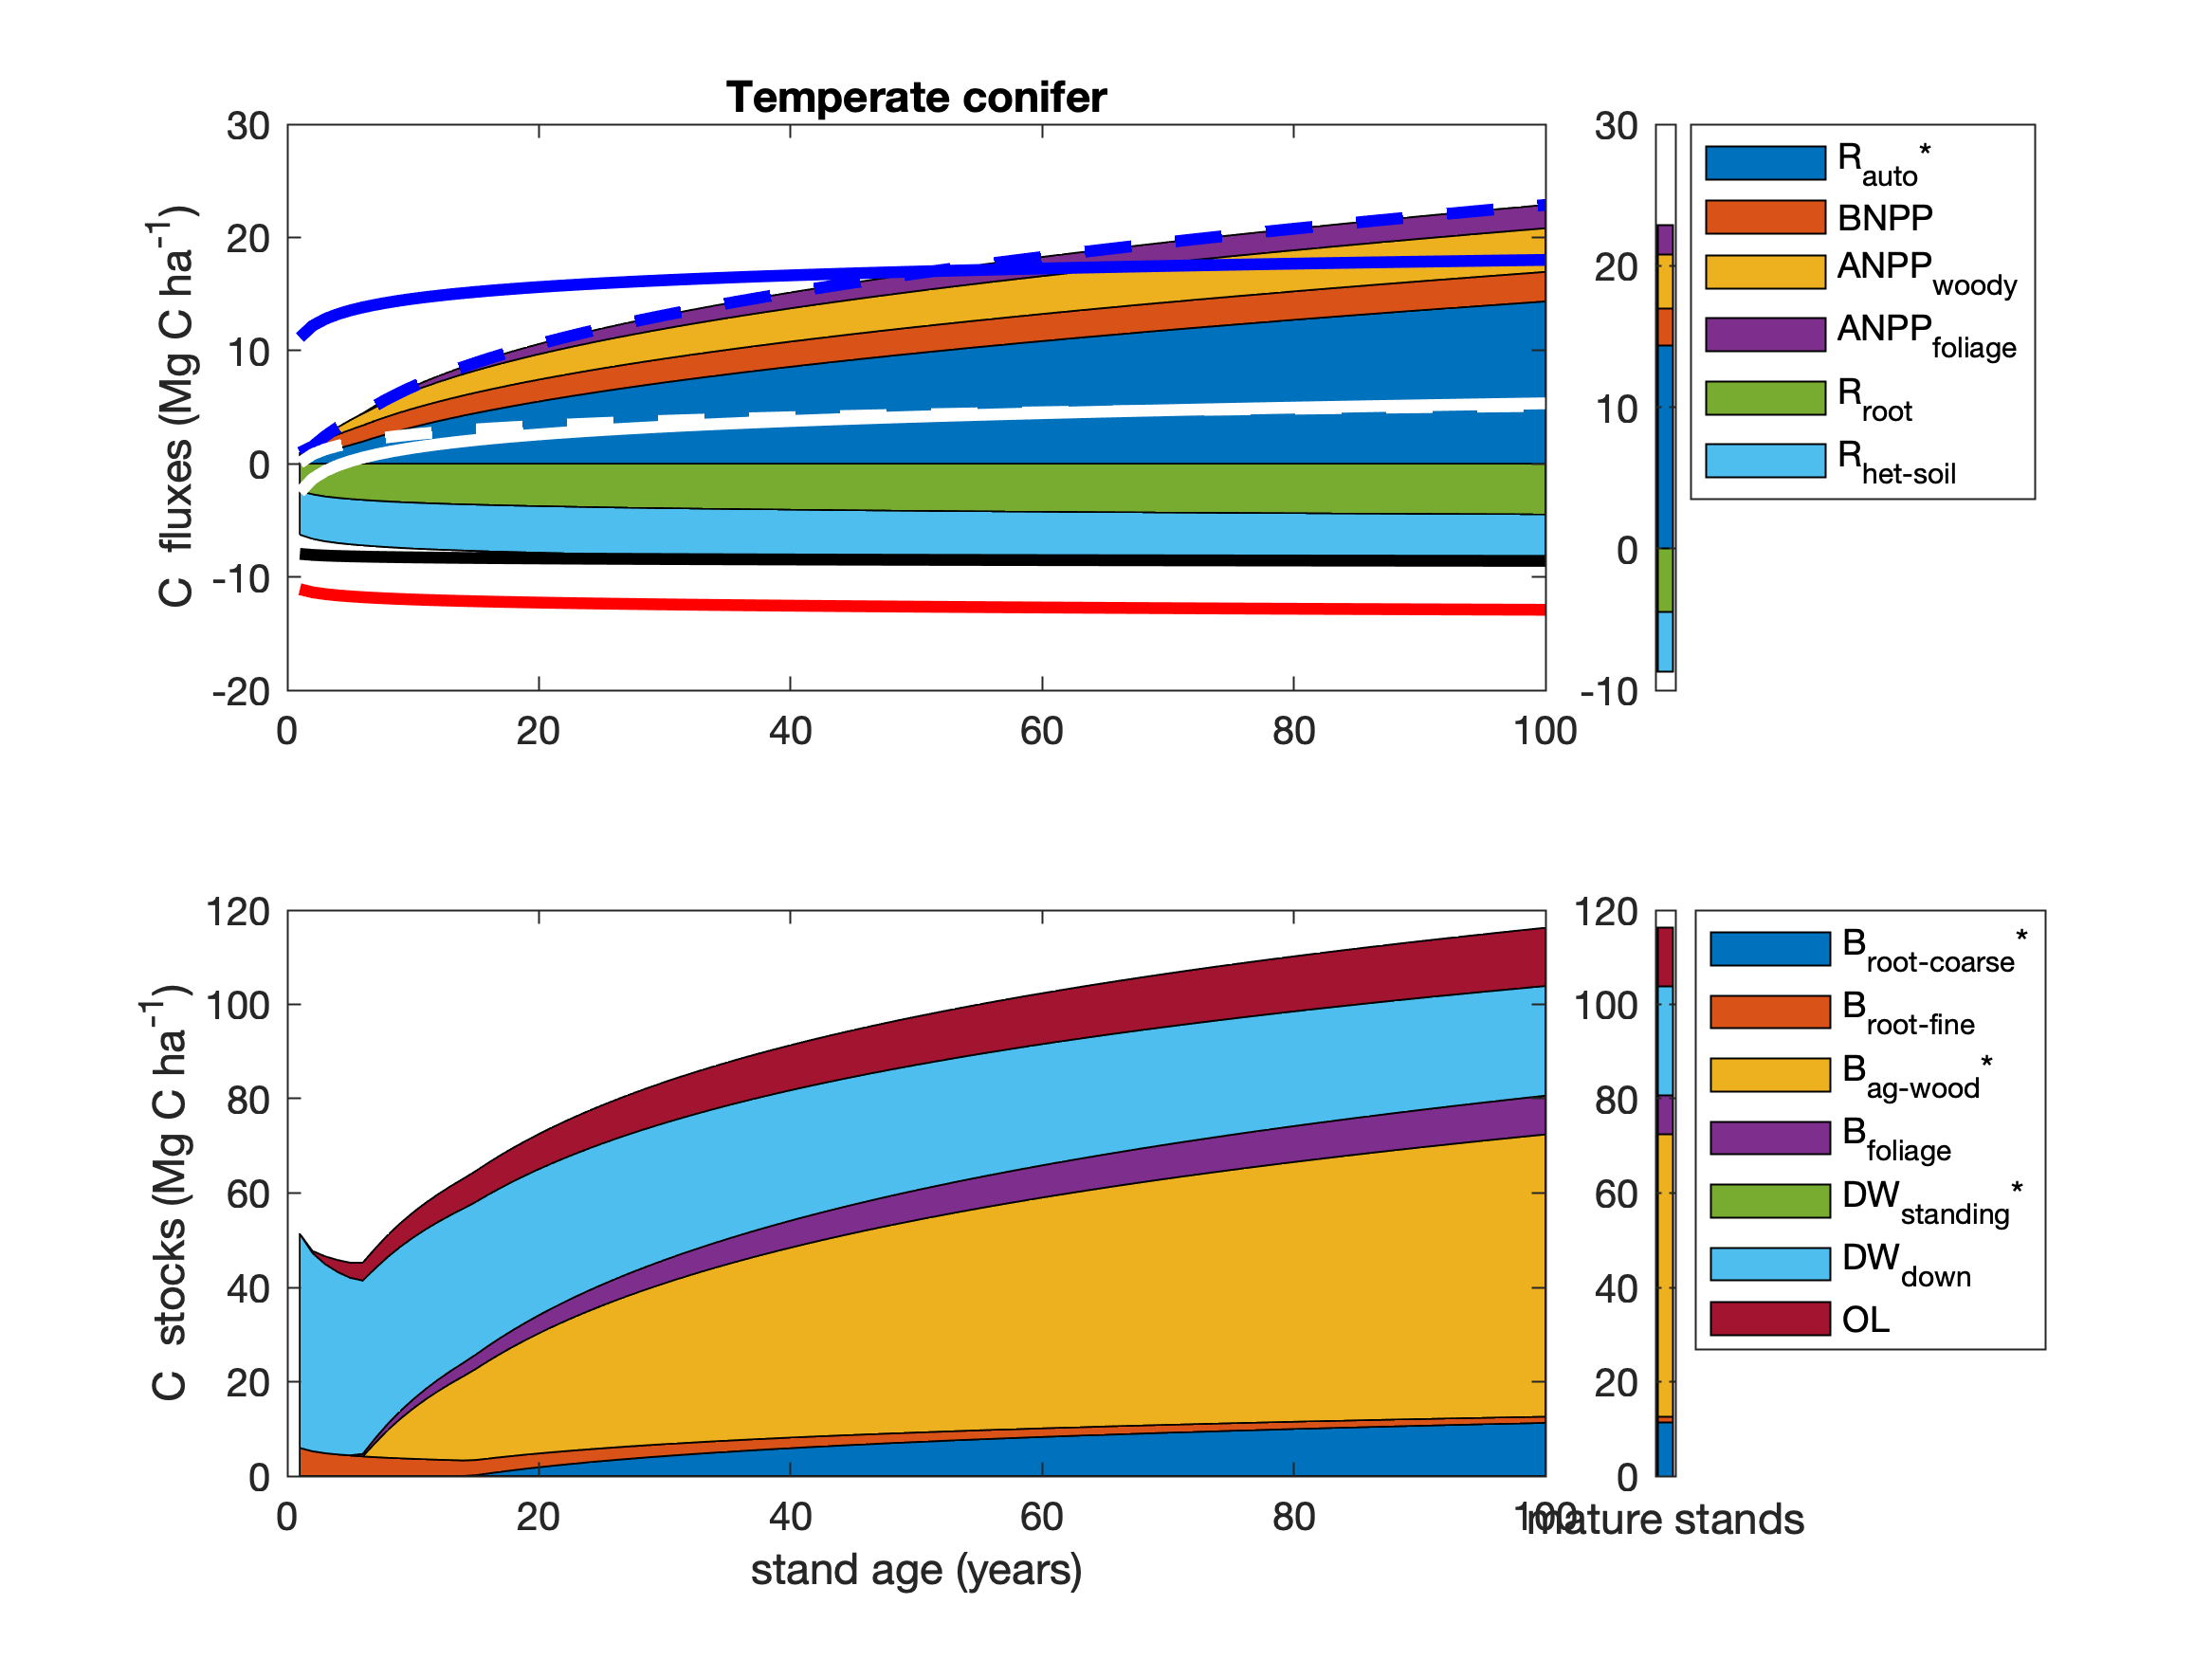 Temperate conifer
C fluxes (Mg C ha-1)
30
20
10
0
-10
-20
0 20 40 60 80 100
30
20
10
0
-10
Rauto*
BNPP
ANPPwoody
ANPPfoliage
Rroot
Rhet-soil
C stocks (Mg C ha-1)
120
100
80
60
40
20
0
0 20 40 60 80 100
stand age (years)
120
100
80
60
40
20
0
mature stands
Broot-coarse*
Broot-fine
Bag-wood*
Bfoliage
DWstanding*
DWdown
OL